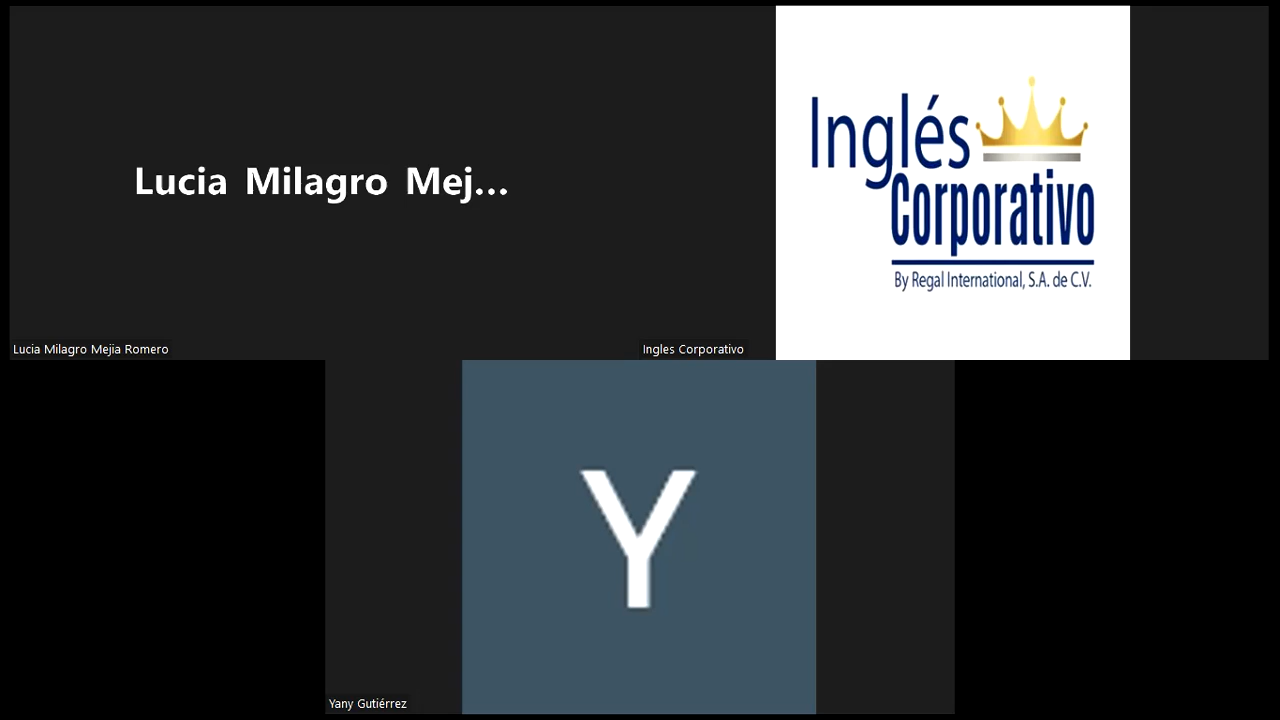 Lucia Milagro Mej...
Lucia Milagro Mejia Romero
Inglés
Corporativo
By Regal International, S.A. de C.V.
Ingles Corporativo
Y
Yany Gutiérrez